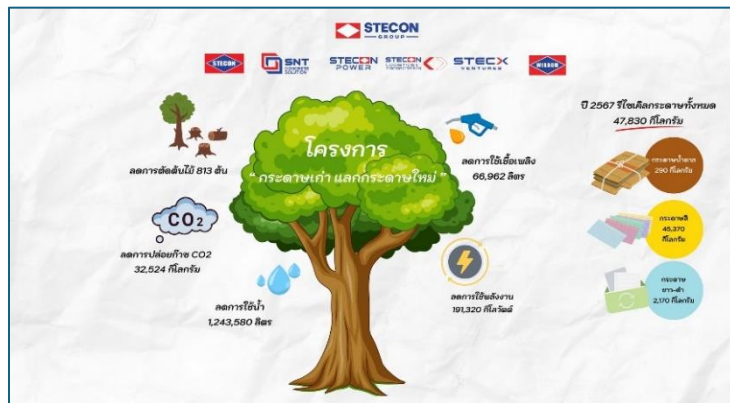 STECON
GROUP
STECON
SNT
CONCRETE
SOLUTION
STECON
POWER
STECON
STECX
VENTURES
ปี 2567 รีไซเคิลกระดาษทั้งหมด
47,830 กิโลกรัม
โครงการ
“ กระดาษเก่า แลกกระดาษใหม่ ”
ลดการตัดต้นไม้ 813 ต้น
ลดการใช้เชื้อเพลิง
66,962 ลิตร
กระดาษน้ำตาล
290 กิโลกรัม
CO2
ลดการปล่อยก๊าซ CO2
32,524 กิโลกรัม
กระดาษสี
45,370
กิโลกรัม
ลดการใช้น้ำ
1,243,580 ลิตร
ลดการใช้พลังงาน
191,320 กิโลวัตต์
กระดาษ
ขาว-ดำ
2,170 กิโลกรัม